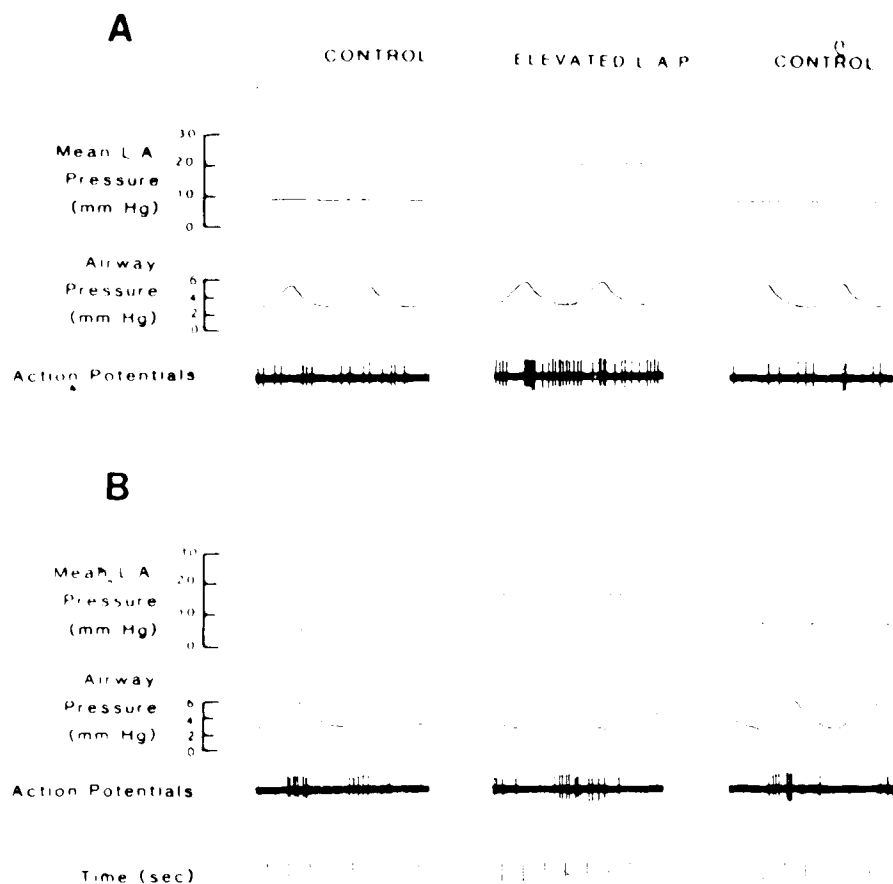 A
CONTROL ELEVATED L A P CONTROL
Mean L A
Pressure
(mm Hg)
30
20
10
0
Airway
Pressure
(mm Hg)
6
4
2
0
Action Potentials
B
Mean L A
Pressure
(mm Hg)
30
20
10
0
Airway
Pressure
(mm Hg)
6
4
2
0
Action Potentials
Time (sec)